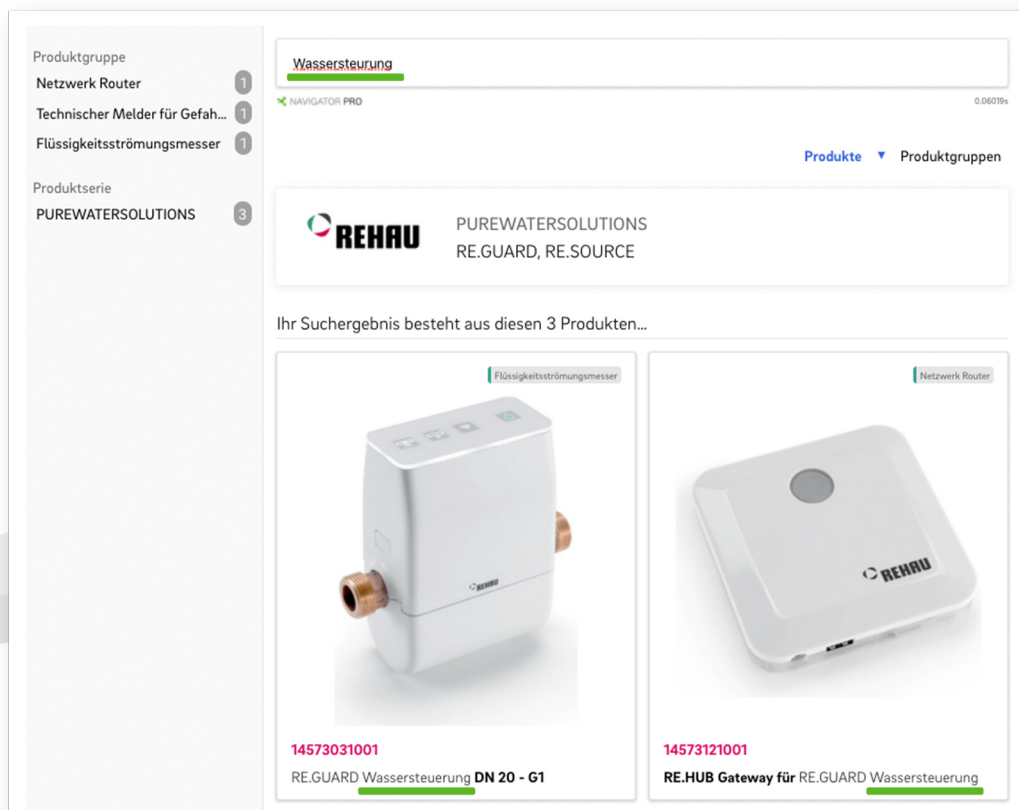 Produktgruppe
Netzwerk Router 1
Technischer Melder für Gefah... 1
Flüssigkeitsströmungsmesser 1
Produktserie
PUREWATERSOLUTIONS 3
Wassersteurung
NAVIGATOR PRO 0.06019s
Produkte ▼ Produktgruppen
REHAU
PUREWATERSOLUTIONS
RE.GUARD, RE.SOURCE
Ihr Suchergebnis besteht aus diesen 3 Produkten...
Flüssigkeitsströmungsmesser
REHAU
14573031001
RE.GUARD Wassersteuerung DN 20 - G1
Netzwerk Router
REHAU
14573121001
RE.HUB Gateway für RE.GUARD Wassersteuerung